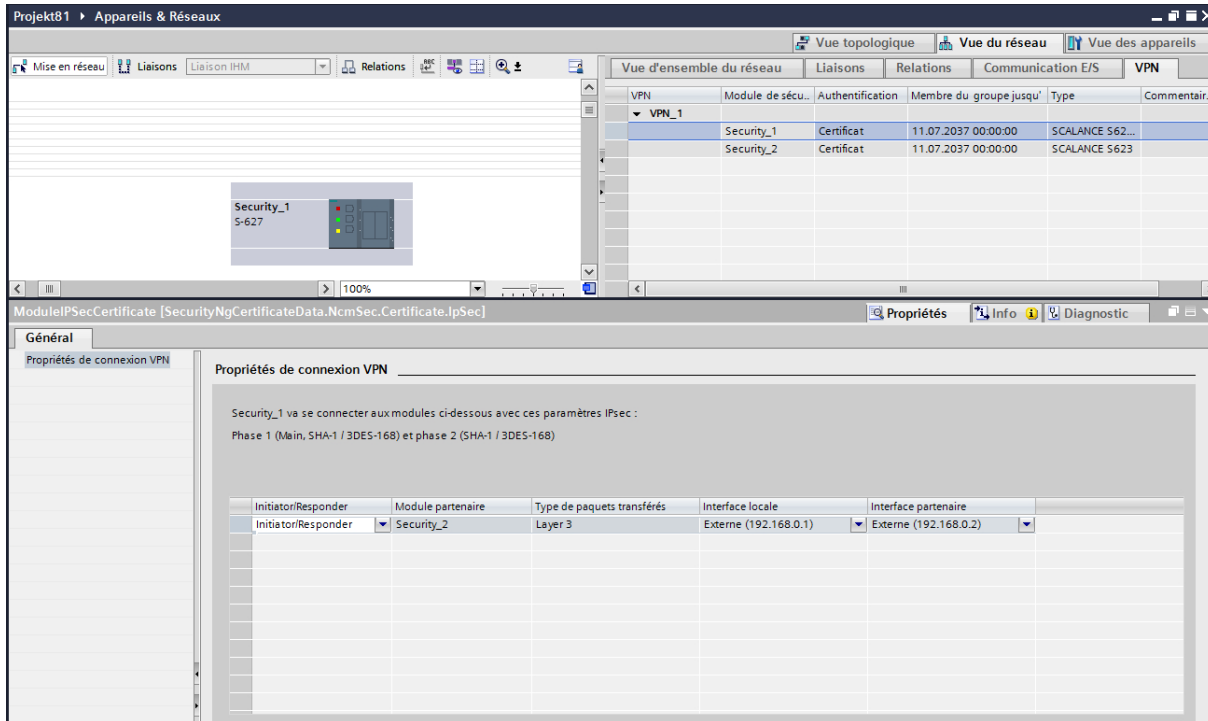 Projekt81 ▸ Appareils & Réseaux
Vue topologique Vue du réseau Vue des appareils
Mise en réseau Liaisons Liaison IHM Relations
Vue d'ensemble du réseau Liaisons Relations Communication E/S VPN
VPN Module de sécu... Authentification Membre du groupe jusqu' Type Commentair.
VPN_1
Security_1 Certificat 11.07.2037 00:00:00 SCALANCE S62...
Security_2 Certificat 11.07.2037 00:00:00 SCALANCE S623
Security_1
S-627
100%
ModuleIPSecCertificate [SecurityNgCertificateData.NcmSec.Certificate.IpSec]
Propriétés Info Diagnostic
Général
Propriétés de connexion VPN
Propriétés de connexion VPN
Security_1 va se connecter aux modules ci-dessous avec ces paramètres IPsec :
Phase 1 (Main, SHA-1 / 3DES-168) et phase 2 (SHA-1 / 3DES-168)
Initiator/Responder Module partenaire Type de paquets transférés Interface locale Interface partenaire
Initiator/Responder Security_2 Layer 3 Externe (192.168.0.1) Externe (192.168.0.2)